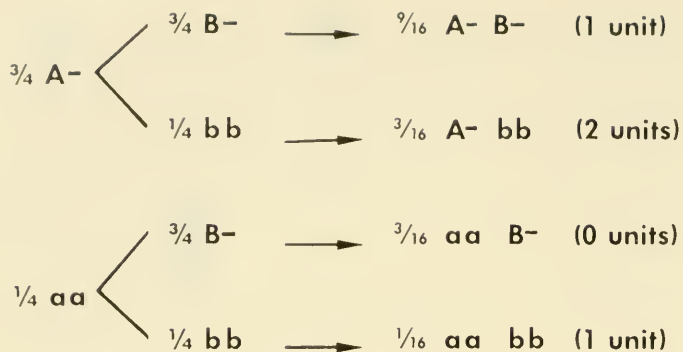 ¾ B– ⟶ 9/16 A– B– (1 unit)
¾ A–
¼ bb ⟶ 3/16 A– bb (2 units)
¾ B– ⟶ 3/16 aa B– (0 units)
¼ aa
¼ bb ⟶ 1/16 aa bb (1 unit)